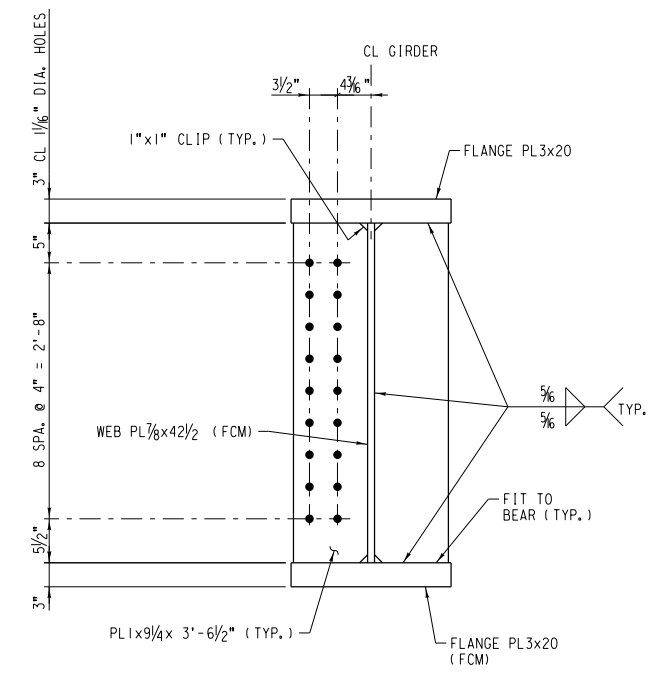 CL GIRDER
3 1/2"
4 3/16"
1"x1" CLIP (TYP.)
FLANGE PL3x20
3" CL 1 1/16" DIA. HOLES
5"
8 SPA. @ 4" = 2'-8"
5 1/2"
3"
5/16
5/16
TYP.
WEB PL7/8x42 1/2 (FCM)
FIT TO
BEAR (TYP.)
PL1x9 1/4x 3'-6 1/2" (TYP.)
FLANGE PL3x20
(FCM)